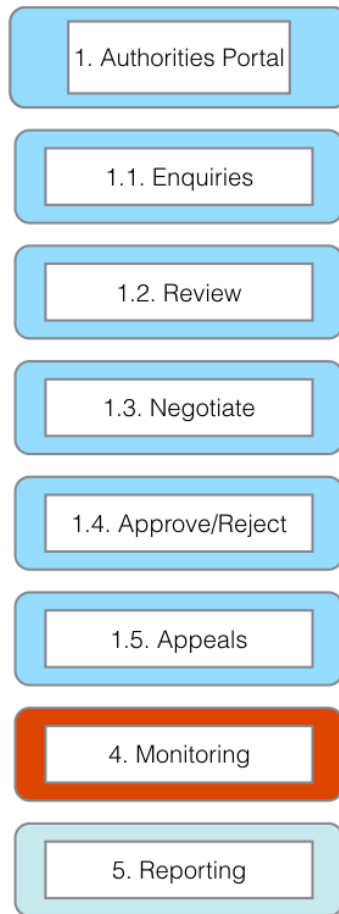 1. Authorities Portal
1.1. Enquiries
1.2. Review
1.3. Negotiate
1.4. Approve/Reject
1.5. Appeals
4. Monitoring
5. Reporting